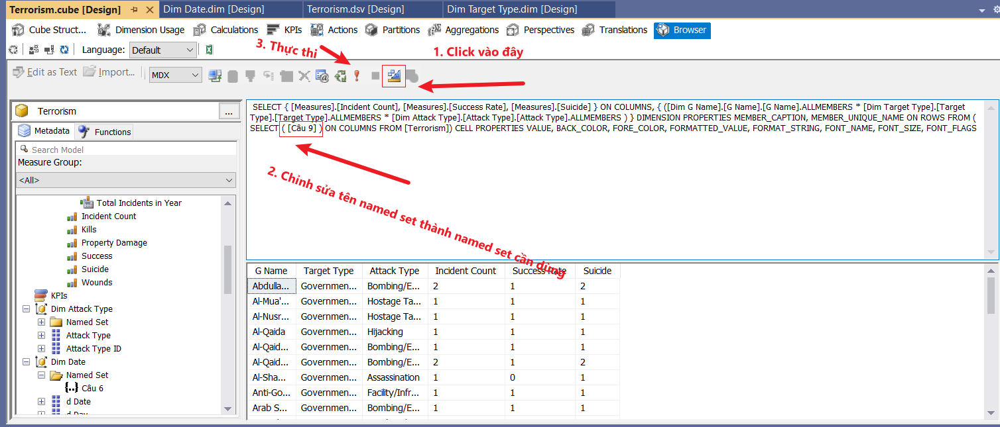 Terrorism.cube [Design] Dim Date.dim [Design] Terrorism.dsv [Design] Dim Target Type.dim [Design]
Cube Struct... Dimension Usage Calculations KPIs Actions Partitions Aggregations Perspectives Translations Browser
Language: Default
3. Thực thi
1. Click vào đây
Edit as Text Import... MDX
Terrorism ...
Metadata Functions
Search Model
Measure Group:
<All>
Total Incidents in Year
Incident Count
Kills
Property Damage
Success
Suicide
Wounds
KPIs
Dim Attack Type
Named Set
Attack Type
Attack Type ID
Dim Date
Named Set
Câu 6
d Date
d Day
SELECT { [Measures].[Incident Count], [Measures].[Success Rate], [Measures].[Suicide] } ON COLUMNS, { ([Dim G Name].[G Name].[G Name].ALLMEMBERS * [Dim Target Type].[Target
Type].[Target Type].ALLMEMBERS * [Dim Attack Type].[Attack Type].[Attack Type].ALLMEMBERS ) } DIMENSION PROPERTIES MEMBER_CAPTION, MEMBER_UNIQUE_NAME ON ROWS FROM (
SELECT ( [Câu 9] ) ON COLUMNS FROM [Terrorism]) CELL PROPERTIES VALUE, BACK_COLOR, FORE_COLOR, FORMATTED_VALUE, FORMAT_STRING, FONT_NAME, FONT_SIZE, FONT_FLAGS
2. Chỉnh sửa tên named set thành named set cần dùng
G Name Target Type Attack Type Incident Count Success Rate Suicide
Abdulla... Governmen... Bombing/E... 2 1 2
Al-Mua'... Governmen... Hostage Ta... 1 1 1
Al-Nusr... Governmen... Hostage Ta... 1 1 1
Al-Qaida Governmen... Hijacking 1 1 1
Al-Qaid... Governmen... Bombing/E... 1 1 1
Al-Qaid... Governmen... Bombing/E... 2 1 2
Al-Sha... Governmen... Assassination 1 0 1
Anti-Go... Governmen... Facility/Infr... 1 1 1
Arab S... Governmen... Bombing/E... 1 1 1